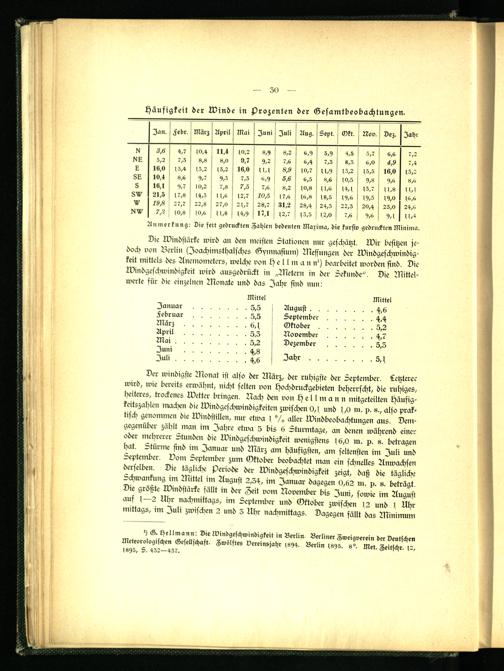 — 30 —
Häufigkeit der Winde in Prozenten der Gesamtbeobachtungen.
Jan. Febr. März April Mai Juni Juli Aug. Sept. Okt. Nov. Dez. Jahr
N 3,6 4,7 10,4 11,4 10,2 8,9 8,2 6,9 5,9 4,5 5,7 6,6 7,2
NE 5,2 7,3 8,8 8,0 9,7 9,2 7,6 6,4 7,3 8,3 6,0 4,9 7,4
E 16,0 15,4 13,2 15,2 16,0 11,1 8,9 10,7 11,9 13,2 15,5 16,0 13,2
SE 10,4 8,6 9,7 9,3 7,3 6,9 5,6 6,5 8,6 10,5 9,8 9,6 8,6
S 16,1 9,7 10,2 7,8 7,5 7,6 8,2 10,8 11,6 14,1 13,7 11,8 11,1
SW 21,5 17,8 14,3 11,6 12,7 10,5 17,6 16,8 18,5 19,6 19,5 19,0 16,6
W 19,8 27,2 22,8 27,0 21,7 28,7 31,2 28,4 24,5 22,3 20,4 23,0 24,6
NW 7,3 10,8 10,6 11,8 14,9 17,1 12,7 13,5 12,0 7,6 9,6 9,1 11,4
Anmerkung: Die fett gedruckten Zahlen bedeuten Maxima, die kursiv gedruckten Minima.
Die Windstärke wird an den meisten Stationen nur geschätzt. Wir besitzen je-
doch von Berlin (Joachimsthalsches Gymnasium) Messungen der Windgeschwindig-
keit mittels des Anemometers, welche von Hellmann¹) bearbeitet worden sind. Die
Windgeschwindigkeit wird ausgedrückt in „Metern in der Sekunde“. Die Mittel-
werte für die einzelnen Monate und das Jahr sind nun:
Mittel
Januar . . . . . . . 5,5
Februar . . . . . . . 5,5
März . . . . . . . 6,1
April . . . . . . . 5,5
Mai . . . . . . . 5,2
Juni . . . . . . . 4,8
Juli . . . . . . . 4,6
Mittel
August . . . . . . . 4,6
September . . . . . . . 4,4
Oktober . . . . . . . 5,2
November . . . . . . . 4,7
Dezember . . . . . . . 5,5
Jahr . . . . . . . 5,1
Der windigste Monat ist also der März, der ruhigste der September. Letzterer
wird, wie bereits erwähnt, nicht selten von Hochdruckgebieten beherrscht, die ruhiges,
heiteres, trockenes Wetter bringen. Nach den von Hellmann mitgeteilten Häufig-
keitszahlen machen die Windgeschwindigkeiten zwischen 0,1 und 1,0 m. p. s., also prak-
tisch genommen die Windstillen, nur etwa 1 % aller Windbeobachtungen aus. Dem-
gegenüber zählt man im Jahre etwa 5 bis 6 Sturmtage, an denen während einer
oder mehrerer Stunden die Windgeschwindigkeit wenigstens 16,0 m. p. s. betragen
hat. Stürme sind im Januar und März am häufigsten, am seltensten im Juli und
September. Vom September zum Oktober beobachtet man ein schnelles Anwachsen
derselben. Die tägliche Periode der Windgeschwindigkeit zeigt, daß die tägliche
Schwankung im Mittel im August 2,34, im Januar dagegen 0,62 m. p. s. beträgt.
Die größte Windstärke fällt in der Zeit vom November bis Juni, sowie im August
auf 1—2 Uhr nachmittags, im September und Oktober zwischen 12 und 1 Uhr
mittags, im Juli zwischen 2 und 3 Uhr nachmittags. Dagegen fällt das Minimum
¹) G. Hellmann: Die Windgeschwindigkeit in Berlin. Berliner Zweigverein der Deutschen
Meteorologischen Gesellschaft. Zwölftes Vereinsjahr 1894. Berlin 1895. 8°. Met. Zeitschr. 12,
1895, S. 452—457.